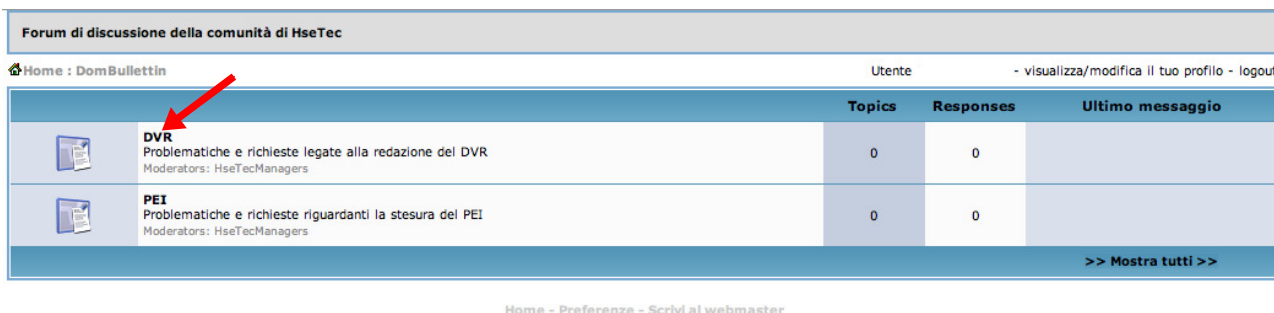 Forum di discussione della comunità di HseTec
Home : DomBullettin Utente - visualizza/modifica il tuo profilo - logout
Topics Responses Ultimo messaggio
DVR
Problematiche e richieste legate alla redazione del DVR 0 0
Moderators: HseTecManagers
PEI
Problematiche e richieste riguardanti la stesura del PEI 0 0
Moderators: HseTecManagers
>> Mostra tutti >>
Home - Preferenze - Scrivi al webmaster